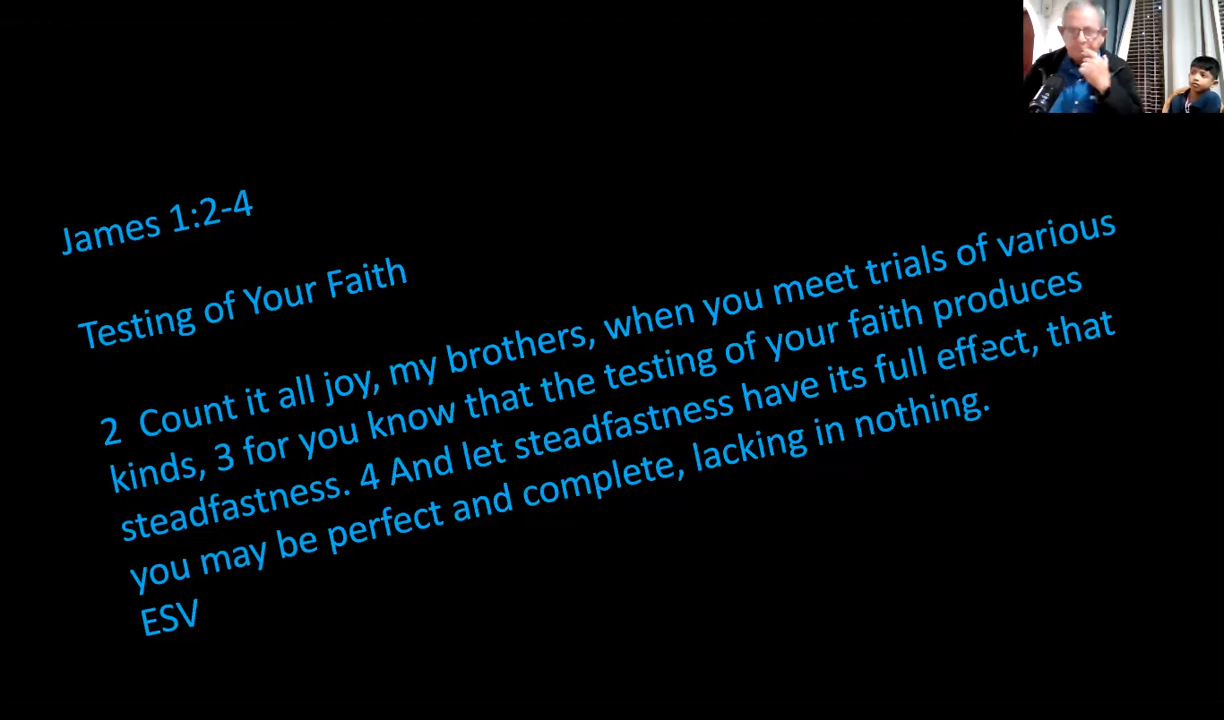 James 1:2-4
Testing of Your Faith
2 Count it all joy, my brothers, when you meet trials of various
kinds, 3 for you know that the testing of your faith produces
steadfastness. 4 And let steadfastness have its full effect, that
you may be perfect and complete, lacking in nothing.
ESV